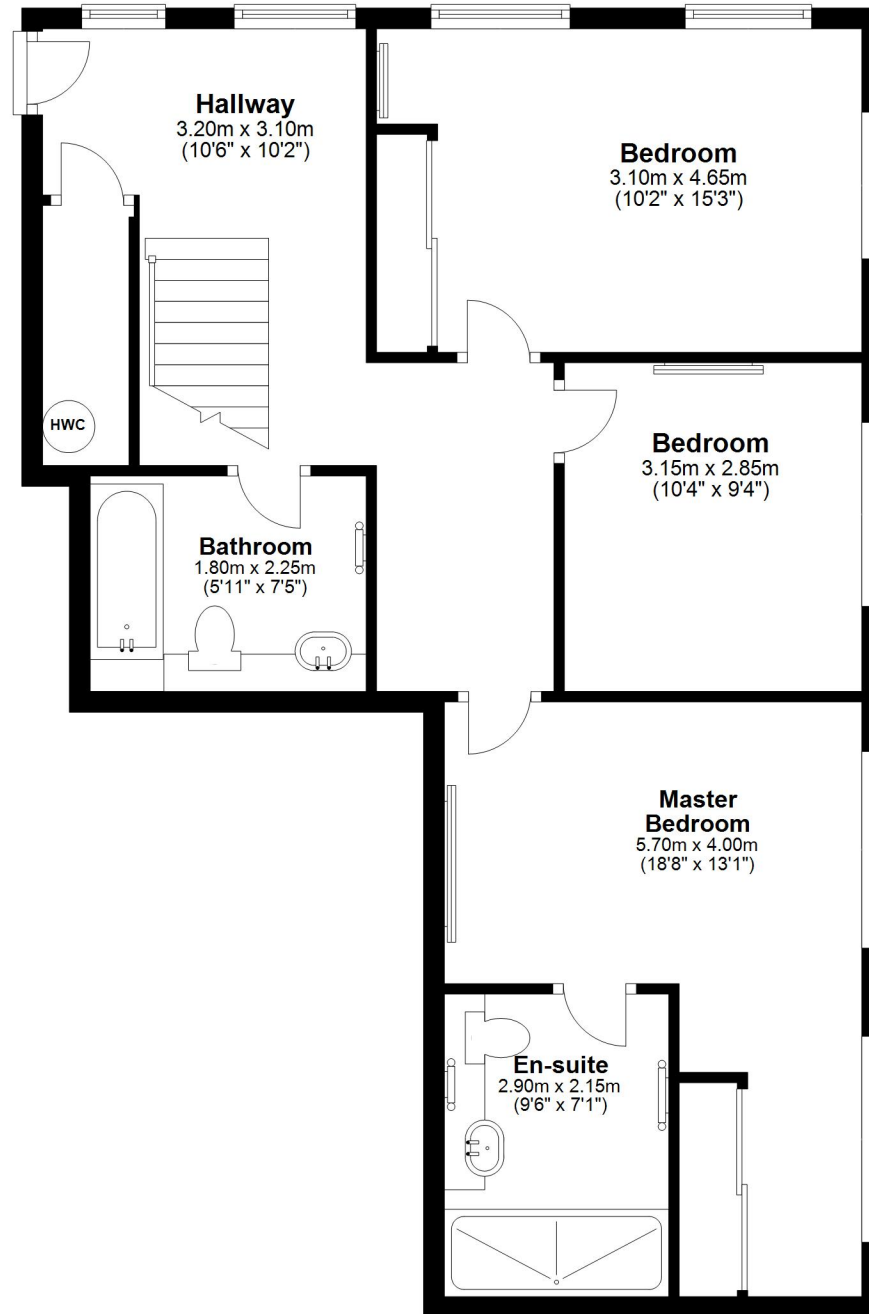 Hallway
3.20m x 3.10m
(10'6" x 10'2")
Bedroom
3.10m x 4.65m
(10'2" x 15'3")
HWC
Bedroom
3.15m x 2.85m
(10'4" x 9'4")
Bathroom
1.80m x 2.25m
(5'11" x 7'5")
Master
Bedroom
5.70m x 4.00m
(18'8" x 13'1")
En-suite
2.90m x 2.15m
(9'6" x 7'1")